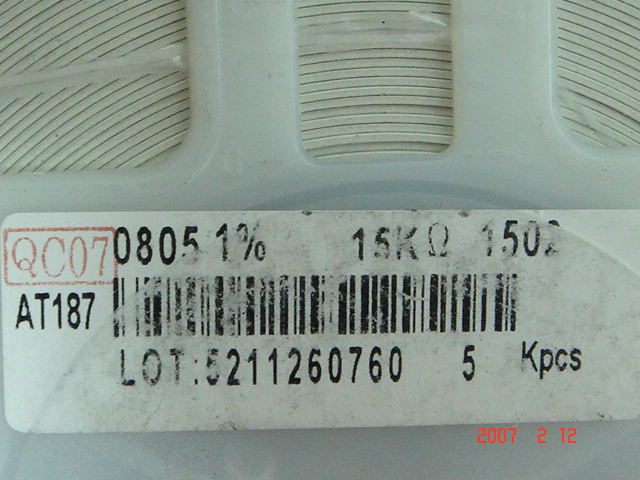 QC07 0805 1% 15KΩ 1502
AT187
LOT:5211260760 5 Kpcs
2007 2 12